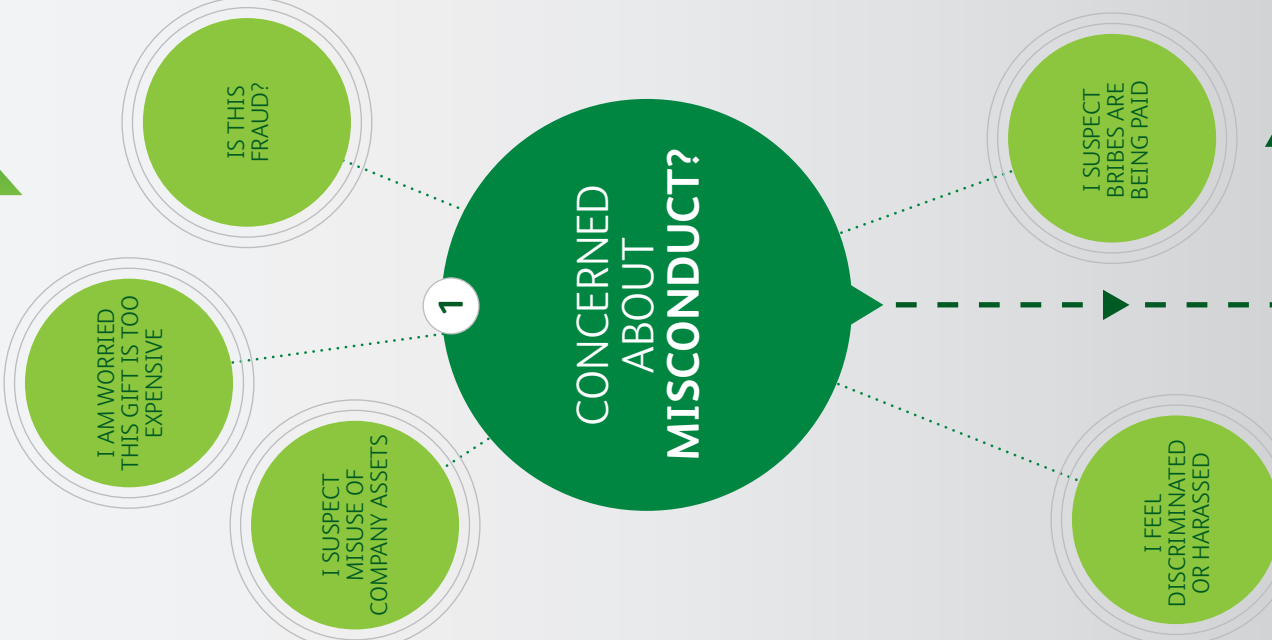 I AM WORRIED
THIS GIFT IS TOO
EXPENSIVE
IS THIS
FRAUD?
I SUSPECT
MISUSE OF
COMPANY ASSETS
1
CONCERNED
ABOUT
MISCONDUCT?
I SUSPECT
BRIBES ARE
BEING PAID
I FEEL
DISCRIMINATED
OR HARASSED